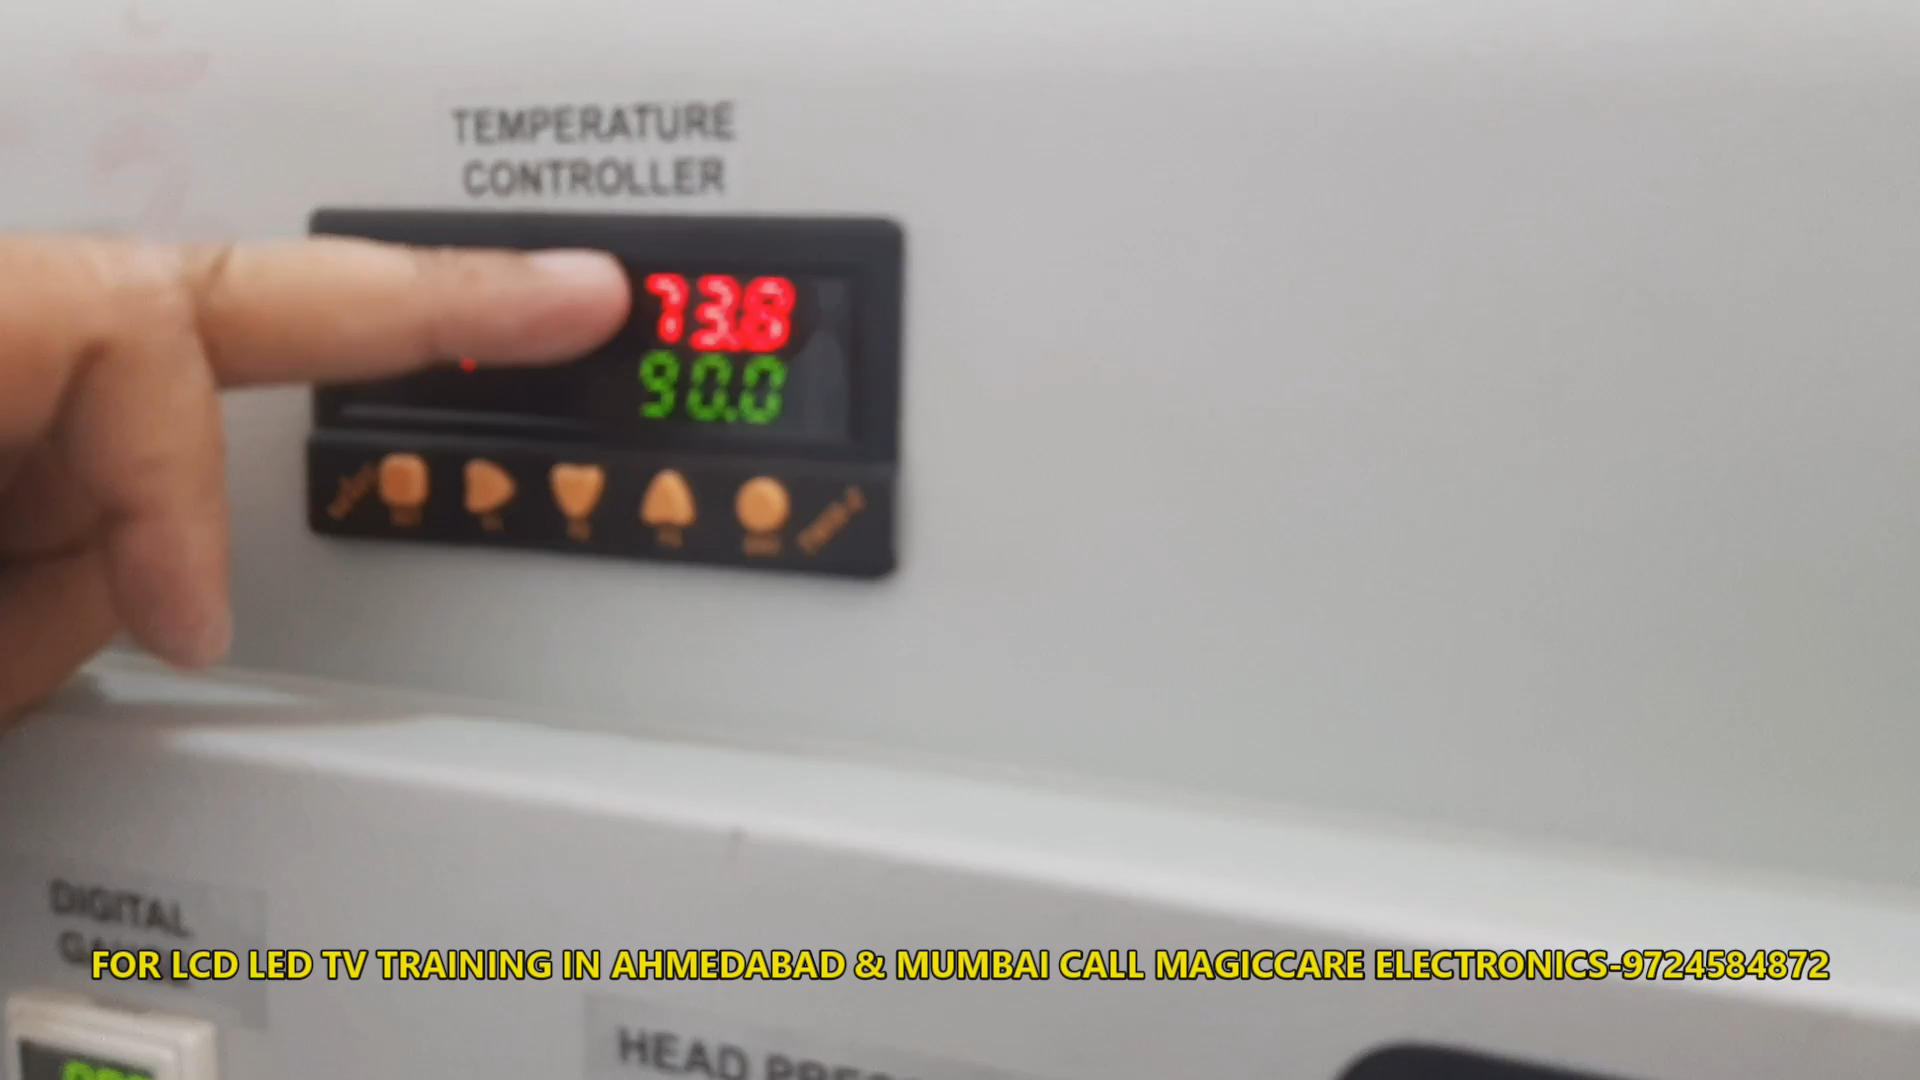 TEMPERATURE
CONTROLLER
73.8
90.0
DIGITAL
FOR LCD LED TV TRAINING IN AHMEDABAD & MUMBAI CALL MAGICCARE ELECTRONICS-9724584872
HEAD